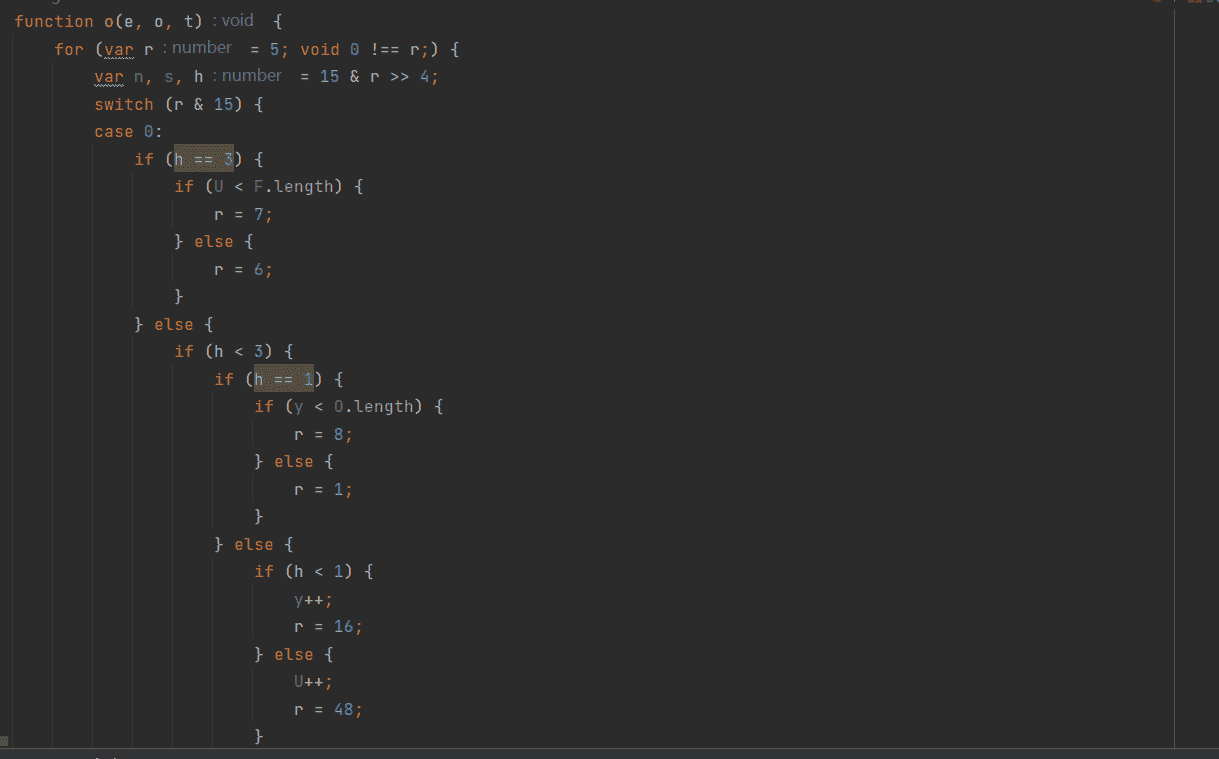 function o(e, o, t) : void {
    for (var r : number = 5; void 0 !== r;) {
        var n, s, h : number = 15 & r >> 4;
        switch (r & 15) {
        case 0:
            if (h == 3) {
                if (U < F.length) {
                    r = 7;
                } else {
                    r = 6;
                }
            } else {
                if (h < 3) {
                    if (h == 1) {
                        if (y < O.length) {
                            r = 8;
                        } else {
                            r = 1;
                        }
                    } else {
                        if (h < 1) {
                            y++;
                            r = 16;
                        } else {
                            U++;
                            r = 48;
                        }